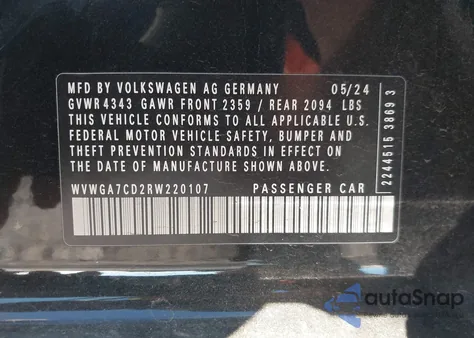 MFD BY VOLKSWAGEN AG GERMANY 05/24
GVWR 4343 GAWR FRONT 2359 / REAR 2094 LBS
THIS VEHICLE CONFORMS TO ALL APPLICABLE U.S.
FEDERAL MOTOR VEHICLE SAFETY, BUMPER AND
THEFT PREVENTION STANDARDS IN EFFECT ON
THE DATE OF MANUFACTURE SHOWN ABOVE.
WVWGA7CD2RW220107 PASSENGER CAR
2244515 3869 3
autoSnap